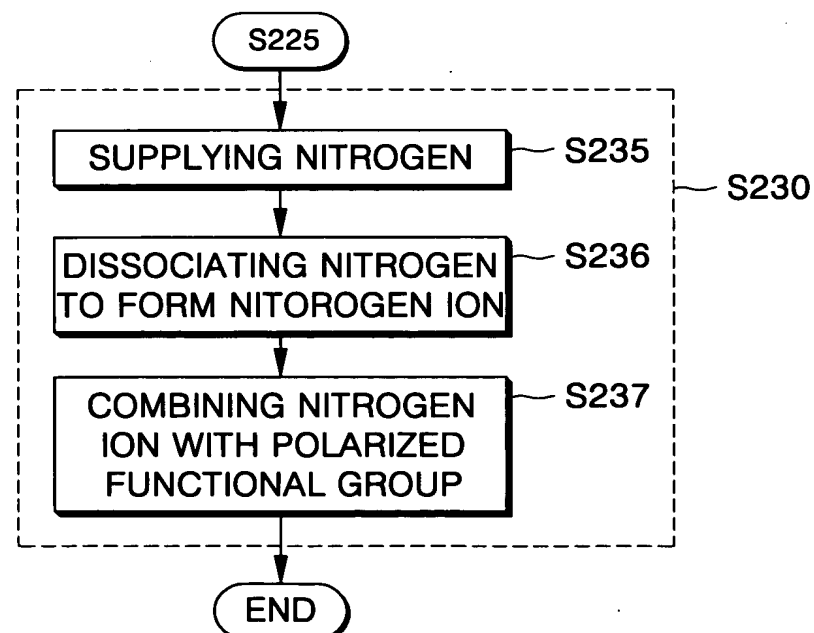 S225
SUPPLYING NITROGEN
S235
S230
DISSOCIATING NITROGEN
TO FORM NITOROGEN ION
S236
COMBINING NITROGEN
ION WITH POLARIZED
FUNCTIONAL GROUP
S237
END